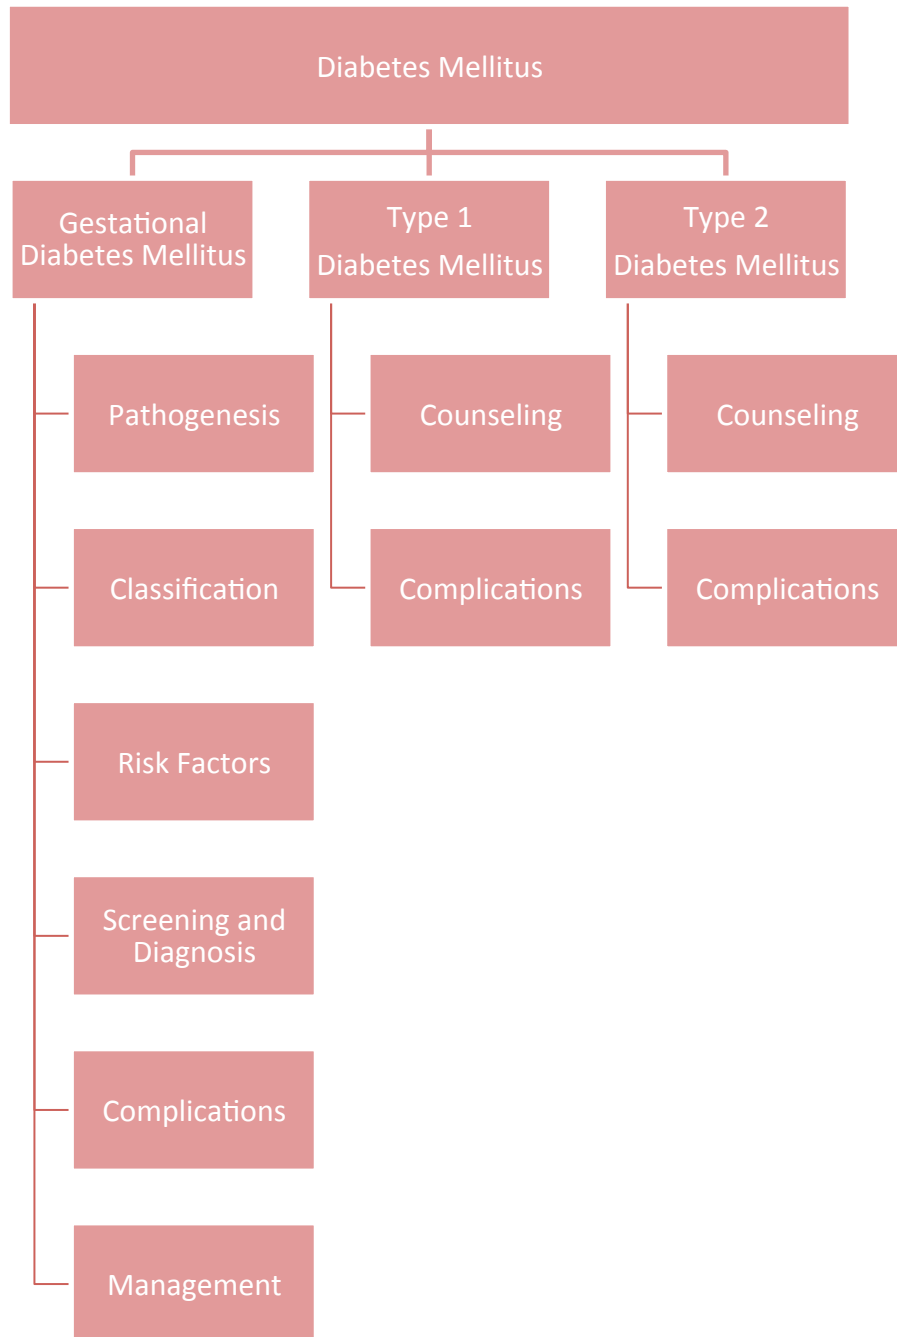 Diabetes Mellitus
Gestational
Diabetes Mellitus
Type 1
Diabetes Mellitus
Type 2
Diabetes Mellitus
Pathogenesis
Counseling
Counseling
Classification
Complications
Complications
Risk Factors
Screening and
Diagnosis
Complications
Management